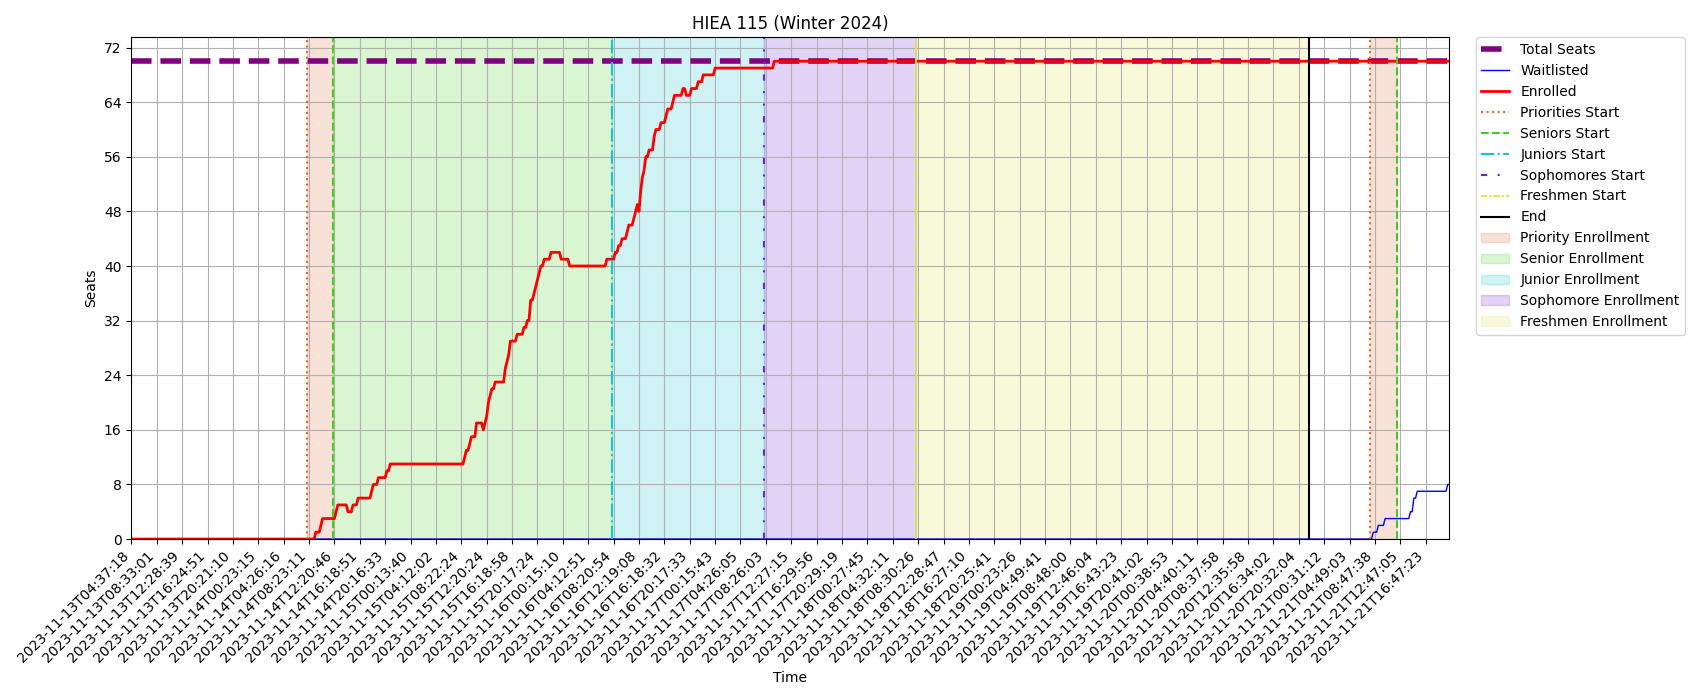 HIEA 115 (Winter 2024)
72
64
56
48
40
32
24
16
8
0
Seats
2023-11-13T04:37:18
2023-11-13T08:33:01
2023-11-13T12:28:39
2023-11-13T16:24:51
2023-11-13T20:21:10
2023-11-14T00:23:15
2023-11-14T04:26:16
2023-11-14T08:23:11
2023-11-14T12:20:46
2023-11-14T16:18:51
2023-11-14T20:16:33
2023-11-15T00:13:40
2023-11-15T04:12:02
2023-11-15T08:22:24
2023-11-15T12:20:24
2023-11-15T16:18:58
2023-11-15T20:17:24
2023-11-16T00:15:10
2023-11-16T04:12:51
2023-11-16T08:20:54
2023-11-16T12:19:08
2023-11-16T16:18:32
2023-11-16T20:17:33
2023-11-17T00:15:43
2023-11-17T04:26:05
2023-11-17T08:26:03
2023-11-17T12:27:15
2023-11-17T16:29:56
2023-11-17T20:29:19
2023-11-18T00:27:45
2023-11-18T04:32:11
2023-11-18T08:30:26
2023-11-18T12:28:47
2023-11-18T16:27:10
2023-11-18T20:25:41
2023-11-19T00:23:26
2023-11-19T04:49:41
2023-11-19T08:48:00
2023-11-19T12:46:04
2023-11-19T16:43:23
2023-11-19T20:41:02
2023-11-20T00:38:53
2023-11-20T04:40:11
2023-11-20T08:37:58
2023-11-20T12:35:58
2023-11-20T16:34:02
2023-11-20T20:32:04
2023-11-21T00:31:12
2023-11-21T04:49:03
2023-11-21T08:47:38
2023-11-21T12:47:05
2023-11-21T16:47:23
Time
Total Seats
Waitlisted
Enrolled
Priorities Start
Seniors Start
Juniors Start
Sophomores Start
Freshmen Start
End
Priority Enrollment
Senior Enrollment
Junior Enrollment
Sophomore Enrollment
Freshmen Enrollment